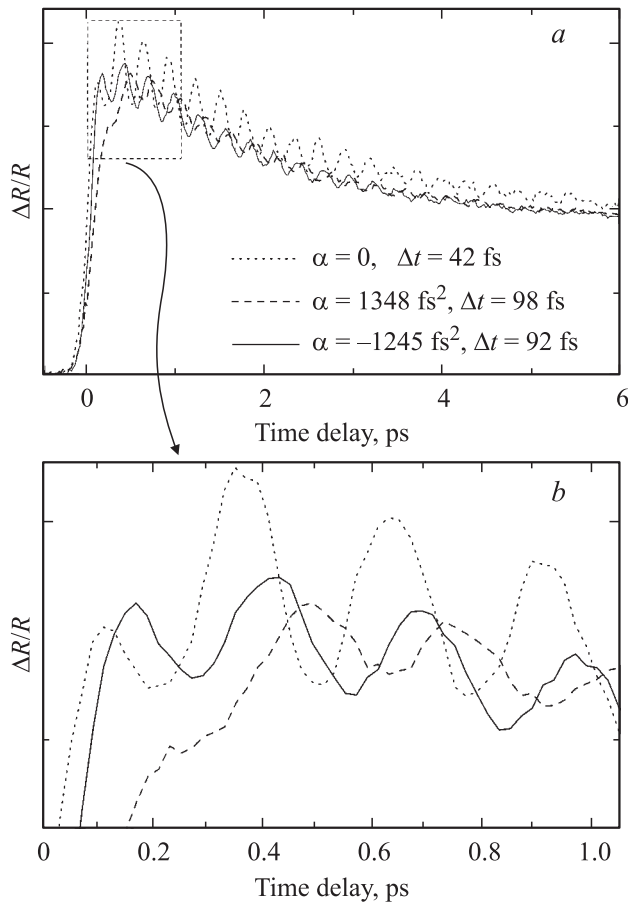 a
ΔR/R
α = 0, Δt = 42 fs
α = 1348 fs², Δt = 98 fs
α = –1245 fs², Δt = 92 fs
0 2 4 6
Time delay, ps
b
ΔR/R
0 0.2 0.4 0.6 0.8 1.0
Time delay, ps